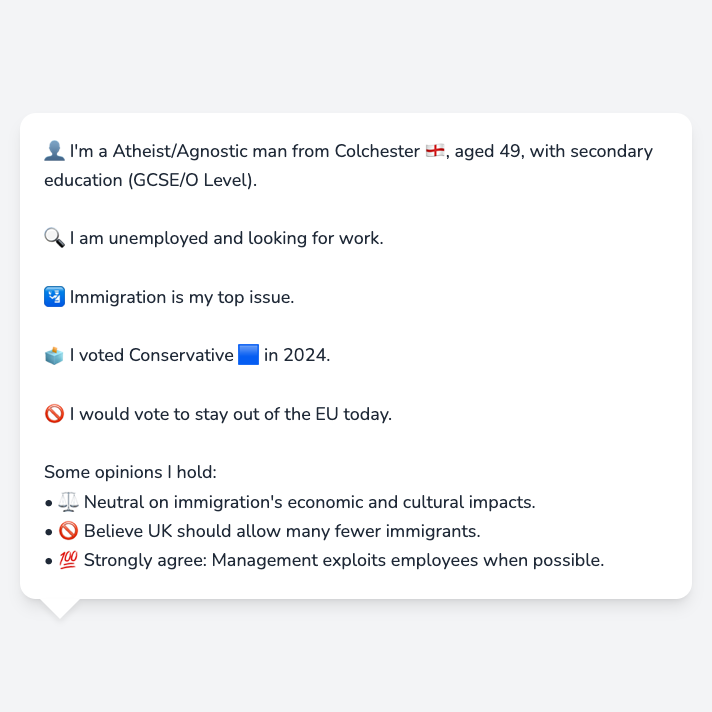 👤 I'm a Atheist/Agnostic man from Colchester 🏴󠁧󠁢󠁥󠁮󠁧󠁿, aged 49, with secondary
education (GCSE/O Level).
🔍 I am unemployed and looking for work.
🛂 Immigration is my top issue.
🗳️ I voted Conservative 🟦 in 2024.
🚫 I would vote to stay out of the EU today.
Some opinions I hold:
• ⚖️ Neutral on immigration's economic and cultural impacts.
• 🚫 Believe UK should allow many fewer immigrants.
• 💯 Strongly agree: Management exploits employees when possible.